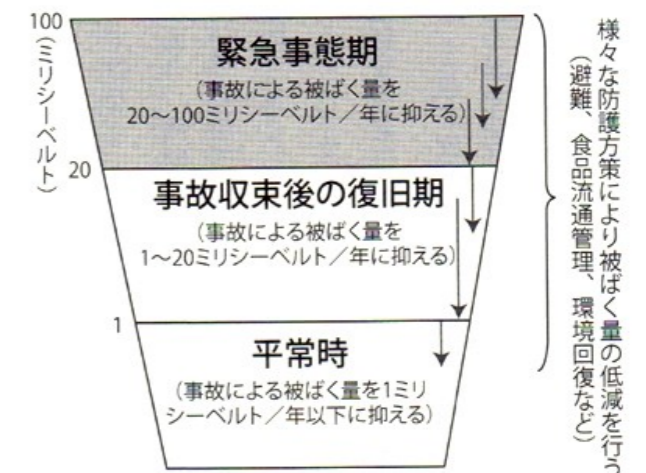 100
(ミリシーベルト)
緊急事態期
(事故による被ばく量を
20〜100ミリシーベルト／年に抑える)
20
事故収束後の復旧期
(事故による被ばく量を
1〜20ミリシーベルト／年に抑える)
1
平常時
(事故による被ばく量を1ミリ
シーベルト／年以下に抑える)
様々な防護方策により被ばく量の低減を行う
(避難、食品流通管理、環境回復など)